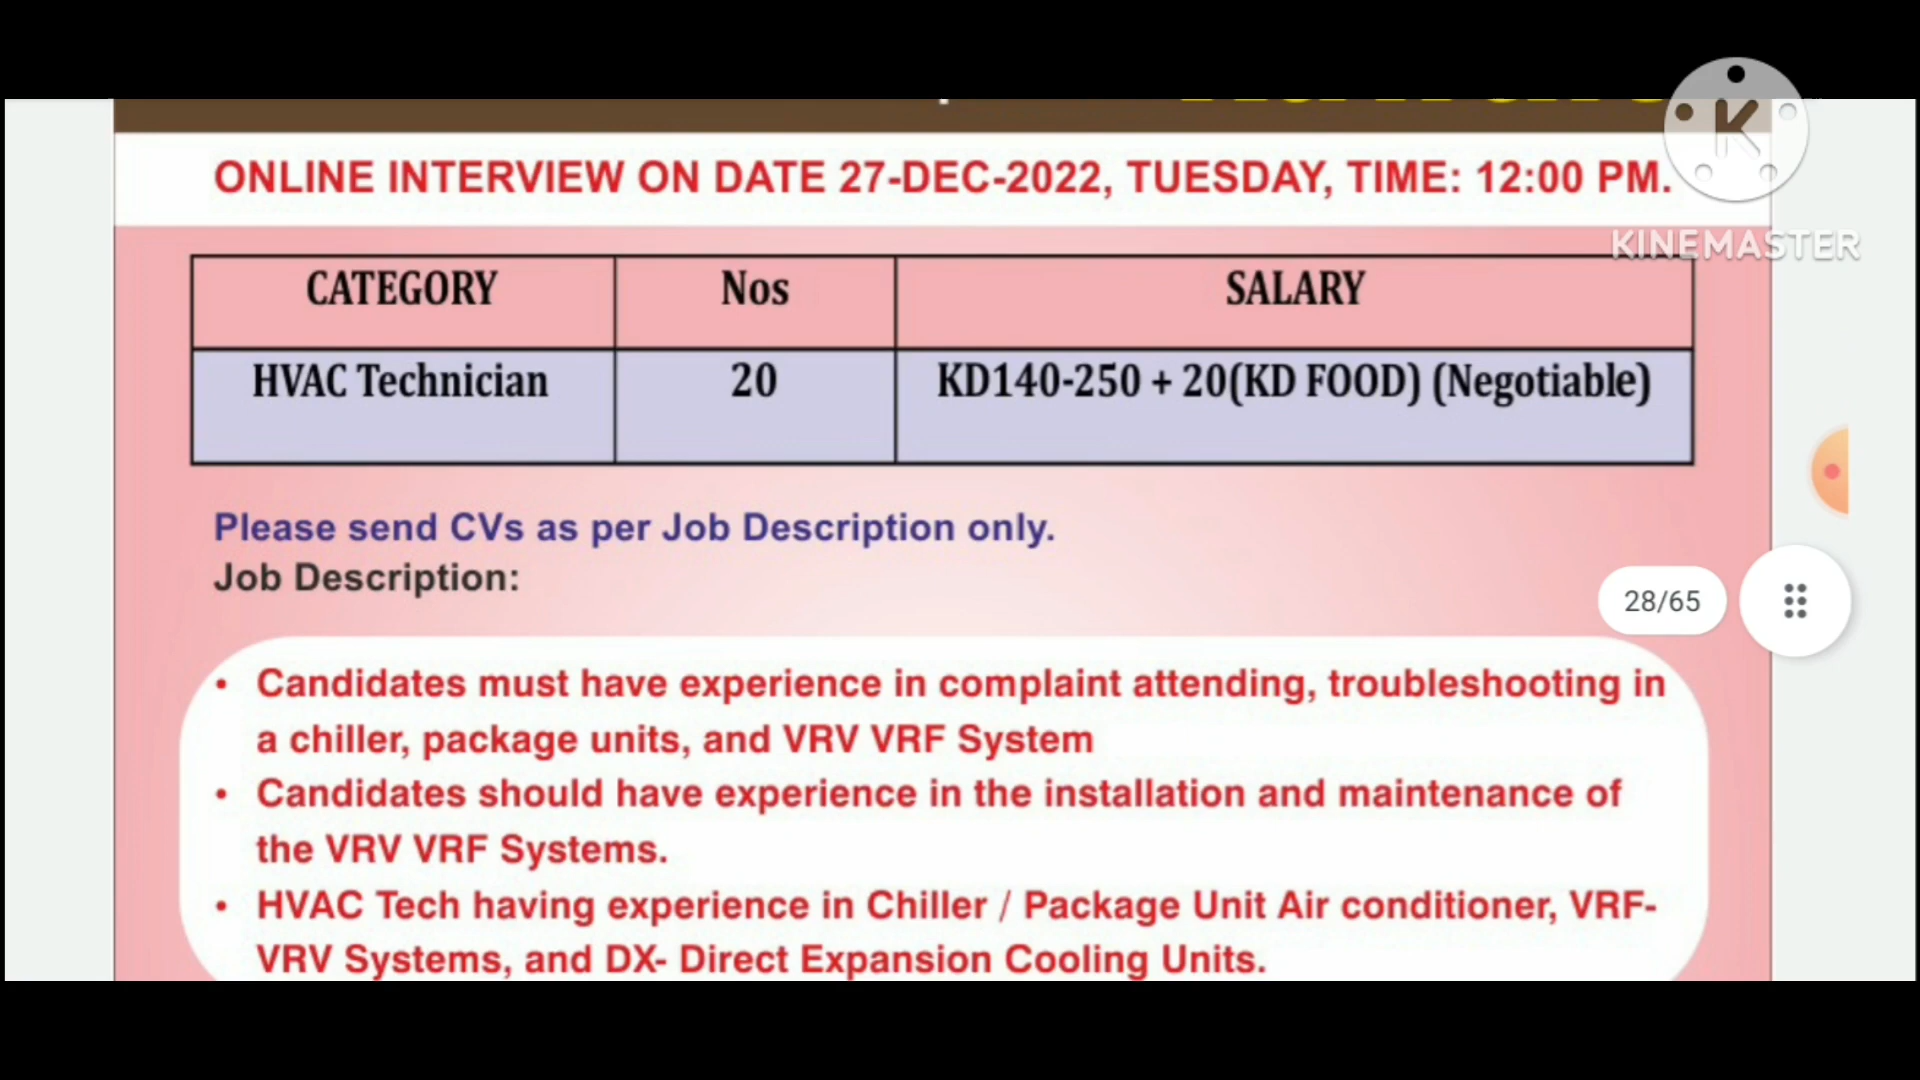 ONLINE INTERVIEW ON DATE 27-DEC-2022, TUESDAY, TIME: 12:00 PM.
K
KINEMASTER
CATEGORY Nos SALARY
HVAC Technician 20 KD140-250 + 20(KD FOOD) (Negotiable)
Please send CVs as per Job Description only.
Job Description:
28/65
• Candidates must have experience in complaint attending, troubleshooting in
a chiller, package units, and VRV VRF System
• Candidates should have experience in the installation and maintenance of
the VRV VRF Systems.
• HVAC Tech having experience in Chiller / Package Unit Air conditioner, VRF-
VRV Systems, and DX- Direct Expansion Cooling Units.